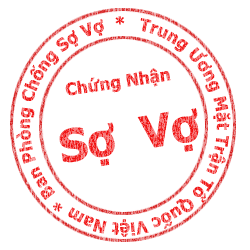 Trung Ương Mặt Trận Tổ Quốc Việt Nam * Ban Phòng Chống Sợ Vợ *
Chứng Nhận
Sợ Vợ